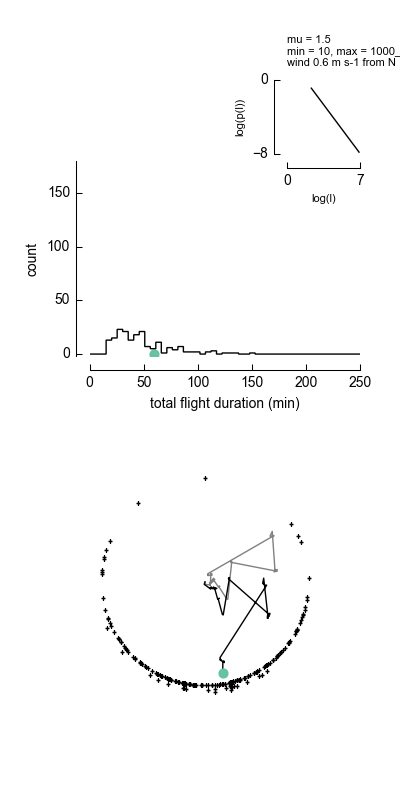 mu = 1.5
min = 10, max = 1000_
wind 0.6 m s-1 from N
0
−8
log(p(l))
0
7
log(l)
150
100
50
0
count
0
50
100
150
200
250
total flight duration (min)